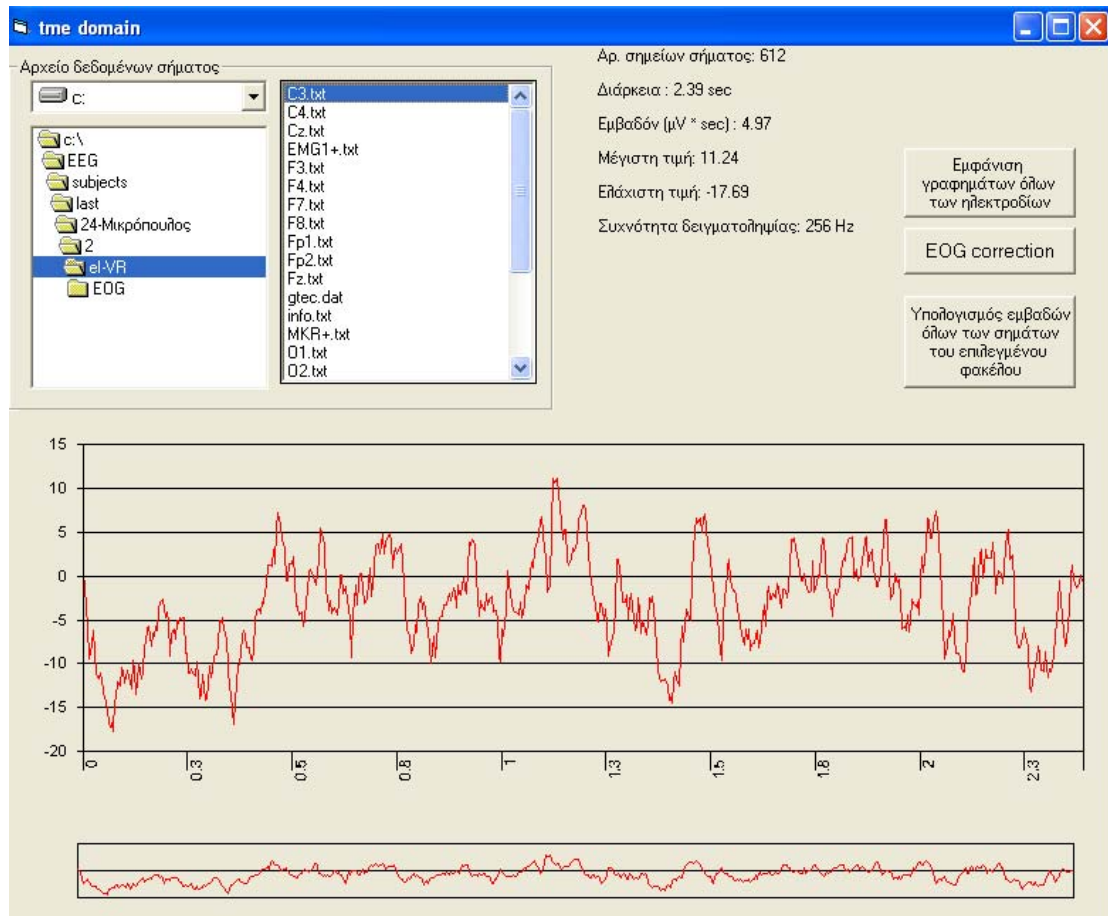 tme domain
Αρχείο δεδομένων σήματος
c:
c:\
EEG
subjects
last
24-Μικρόπουλος
2
el-VR
EOG
C3.txt
C4.txt
Cz.txt
EMG1+.txt
F3.txt
F4.txt
F7.txt
F8.txt
Fp1.txt
Fp2.txt
Fz.txt
gtec.dat
info.txt
MKR+.txt
O1.txt
O2.txt
Αρ. σημείων σήματος: 612
Διάρκεια : 2.39 sec
Εμβαδόν (μV * sec) : 4.97
Μέγιστη τιμή: 11.24
Ελάχιστη τιμή: -17.69
Συχνότητα δειγματοληψίας: 256 Hz
Εμφάνιση
γραφημάτων όλων
των ηλεκτροδίων
EOG correction
Υπολογισμός εμβαδών
όλων των σημάτων
του επιλεγμένου
φακέλου
15
10
5
0
-5
-10
-15
-20
0
0.3
0.5
0.8
1
1.3
1.5
1.8
2
2.3